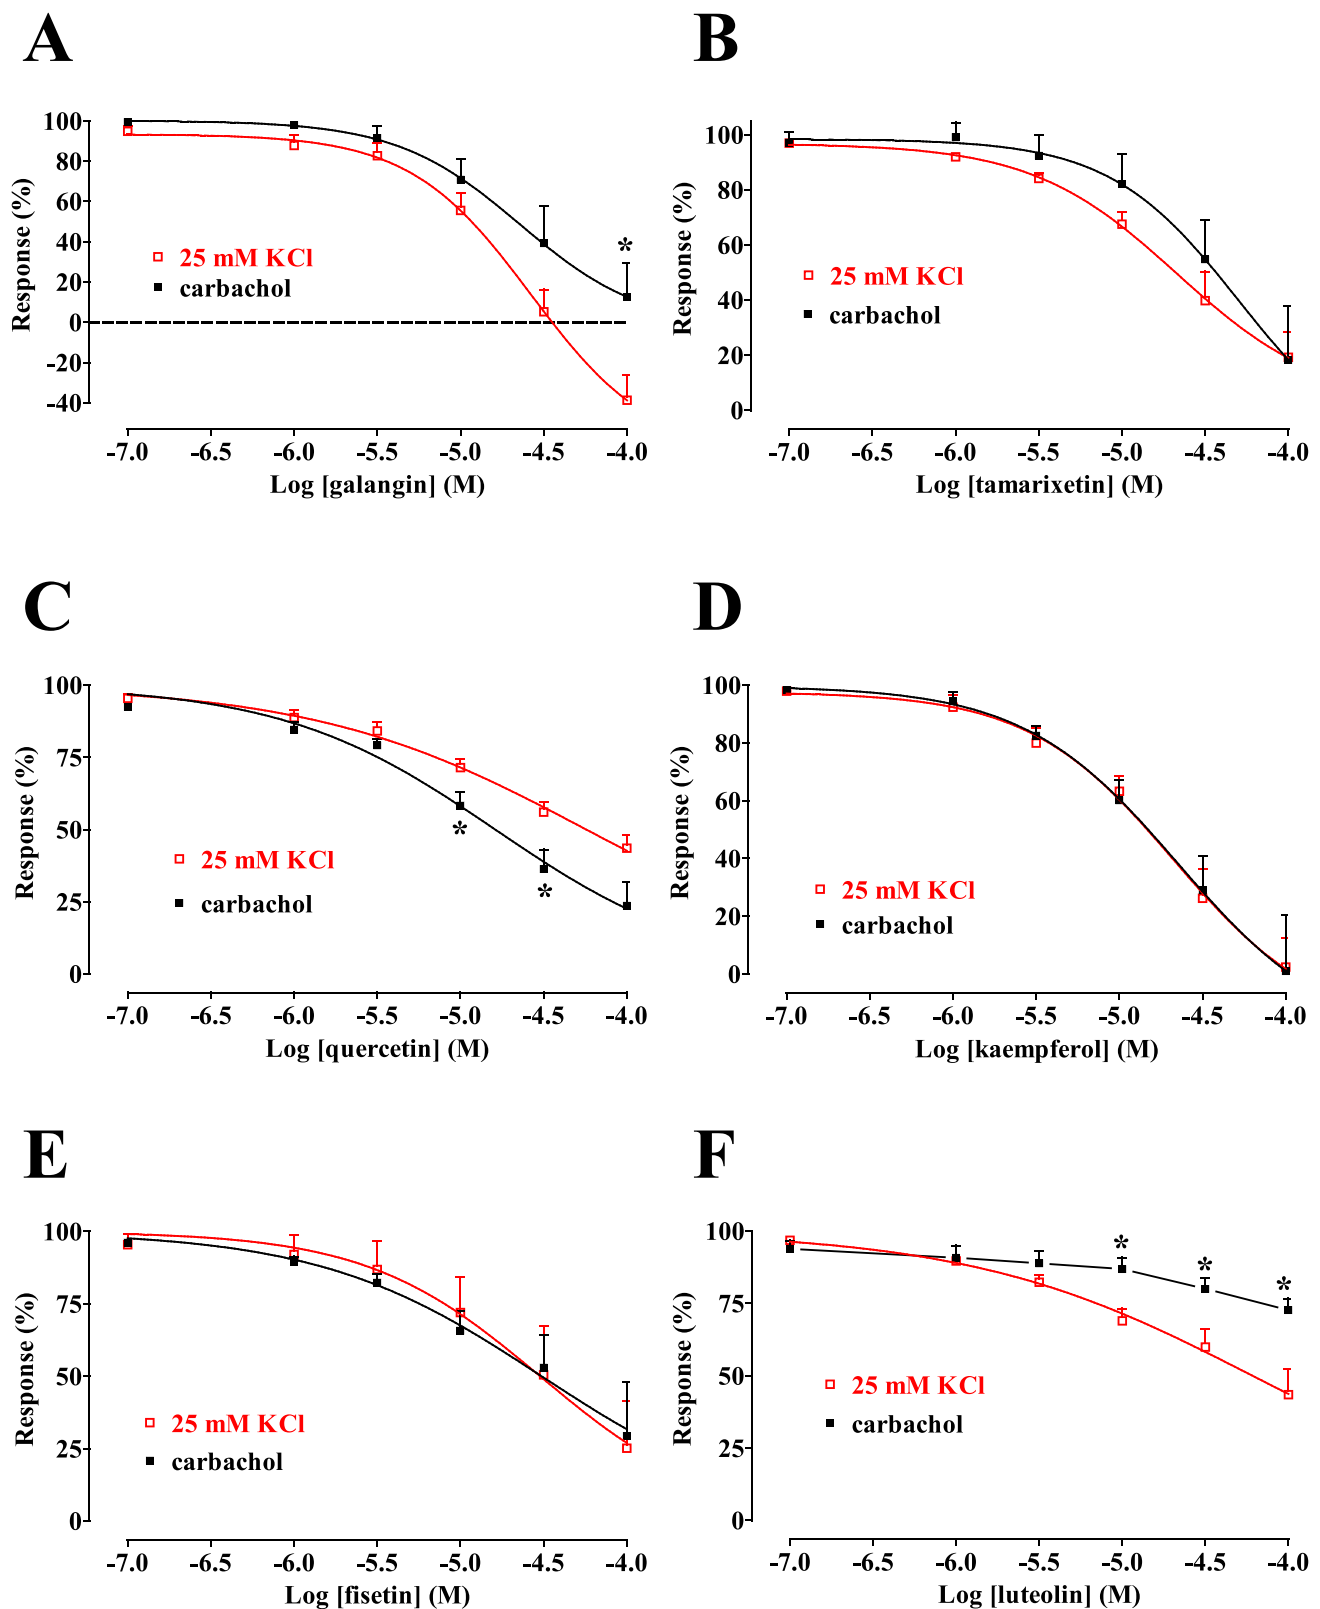 A
100
80
60
40
20
0
-20
-40
Response (%)
25 mM KCl
carbachol
*
-7.0 -6.5 -6.0 -5.5 -5.0 -4.5 -4.0
Log [galangin] (M)
B
100
80
60
40
20
0
Response (%)
25 mM KCl
carbachol
-7.0 -6.5 -6.0 -5.5 -5.0 -4.5 -4.0
Log [tamarixetin] (M)
C
100
75
50
25
0
Response (%)
25 mM KCl
carbachol
*
*
-7.0 -6.5 -6.0 -5.5 -5.0 -4.5 -4.0
Log [quercetin] (M)
D
100
80
60
40
20
0
Response (%)
25 mM KCl
carbachol
-7.0 -6.5 -6.0 -5.5 -5.0 -4.5 -4.0
Log [kaempferol] (M)
E
100
75
50
25
0
Response (%)
25 mM KCl
carbachol
-7.0 -6.5 -6.0 -5.5 -5.0 -4.5 -4.0
Log [fisetin] (M)
F
100
75
50
25
0
Response (%)
* * *
25 mM KCl
carbachol
-7.0 -6.5 -6.0 -5.5 -5.0 -4.5 -4.0
Log [luteolin] (M)